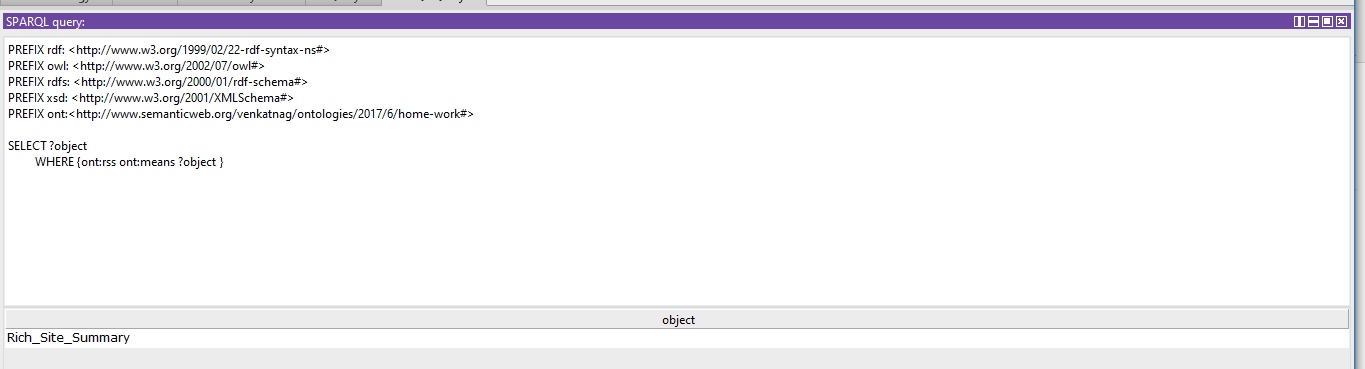 SPARQL query:
PREFIX rdf: <http://www.w3.org/1999/02/22-rdf-syntax-ns#>
PREFIX owl: <http://www.w3.org/2002/07/owl#>
PREFIX rdfs: <http://www.w3.org/2000/01/rdf-schema#>
PREFIX xsd: <http://www.w3.org/2001/XMLSchema#>
PREFIX ont:<http://www.semanticweb.org/venkatnag/ontologies/2017/6/home-work#>
SELECT ?object
WHERE {ont:rss ont:means ?object }
object
Rich_Site_Summary